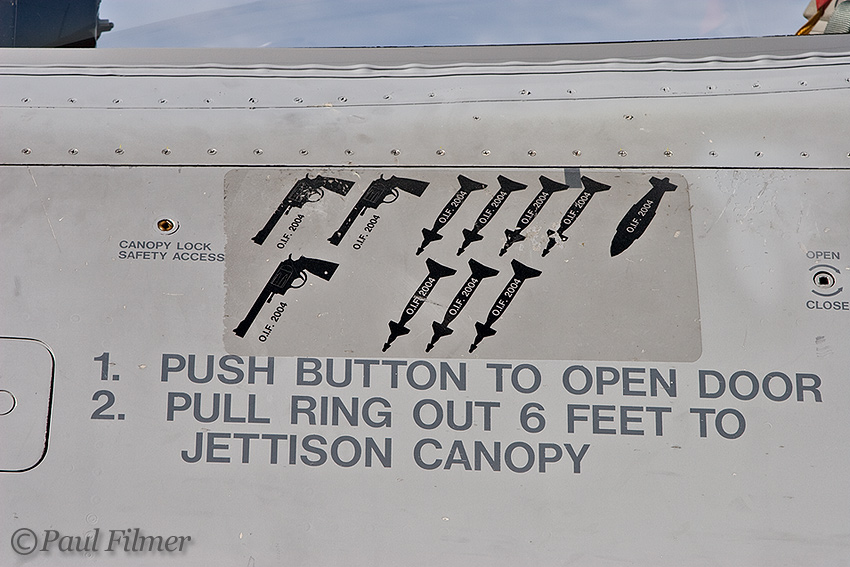 O.I.F. 2004 O.I.F. 2004 O.I.F. 2004 O.I.F. 2004 O.I.F. 2004 O.I.F. 2004 O.I.F. 2004
CANOPY LOCK
SAFETY ACCESS
OPEN
CLOSE
O.I.F. 2004 O.I.F. 2004 O.I.F. 2004 O.I.F. 2004
1. PUSH BUTTON TO OPEN DOOR
2. PULL RING OUT 6 FEET TO
JETTISON CANOPY
©Paul Filmer